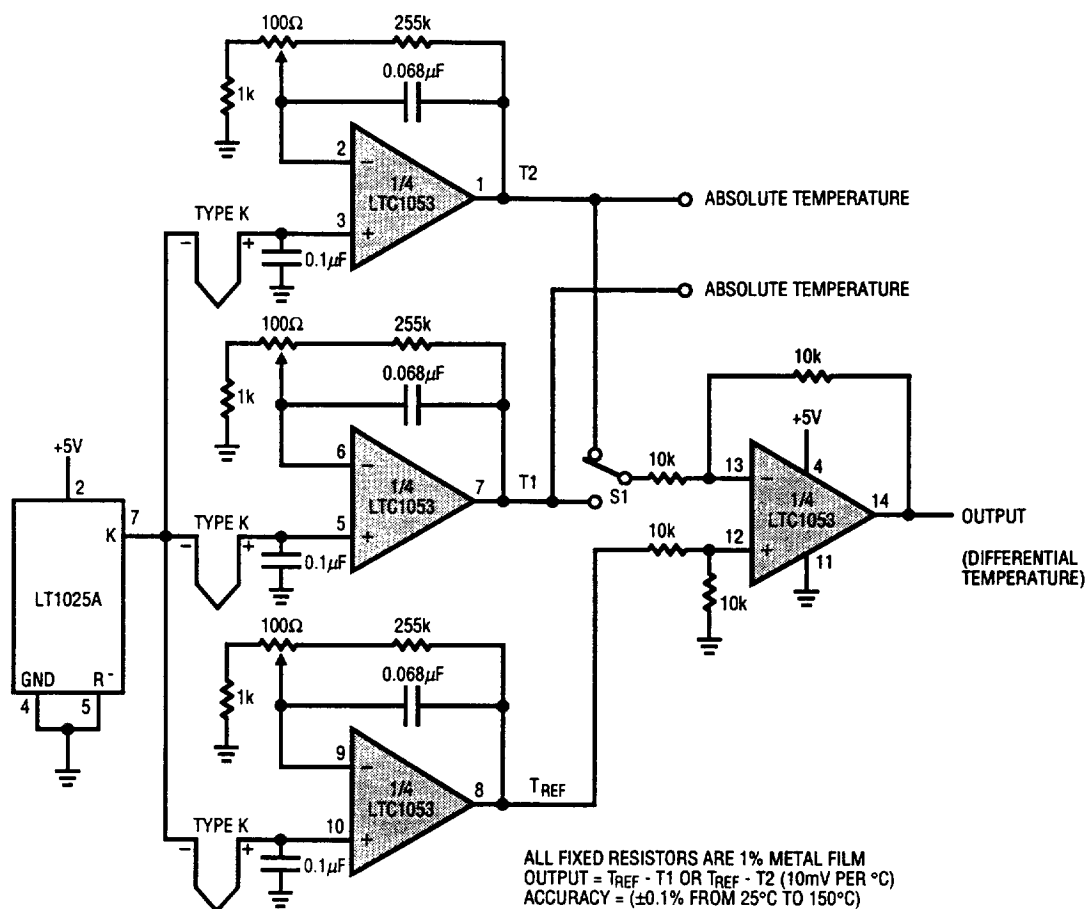 100Ω
255k
0.068µF
1k
2
−
1/4
LTC1053
1
T2
3
+
TYPE K
−
+
0.1µF
ABSOLUTE TEMPERATURE
ABSOLUTE TEMPERATURE
100Ω
255k
0.068µF
1k
6
−
1/4
LTC1053
7
T1
5
+
TYPE K
−
+
0.1µF
+5V
2
7
K
LT1025A
GND
R-
4
5
S1
10k
10k
+5V
13
−
4
1/4
LTC1053
14
OUTPUT
(DIFFERENTIAL
TEMPERATURE)
10k
12
+
11
10k
100Ω
255k
0.068µF
1k
9
−
1/4
LTC1053
8
TREF
10
+
TYPE K
−
+
0.1µF
ALL FIXED RESISTORS ARE 1% METAL FILM
OUTPUT = TREF - T1 OR TREF - T2 (10mV PER °C)
ACCURACY = (±0.1% FROM 25°C TO 150°C)